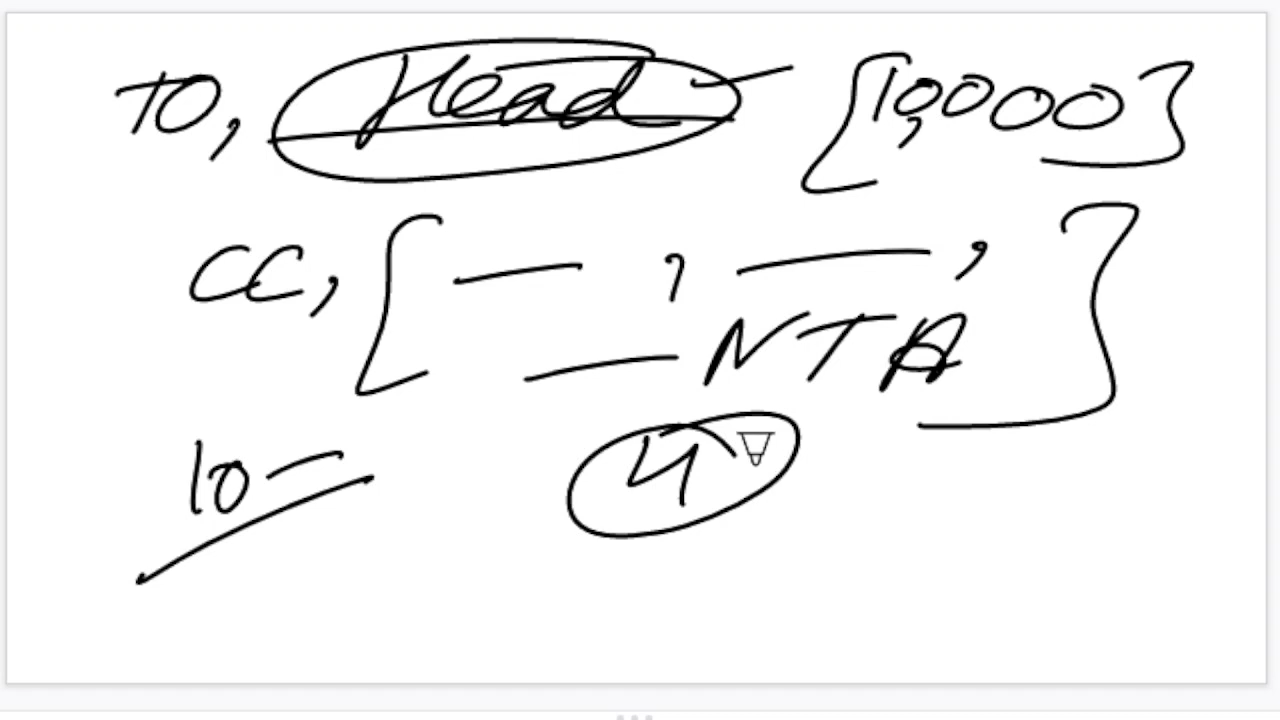 TO, Head - [10,000]
CC, [ — , — ,
— NTA ]
10 - 4